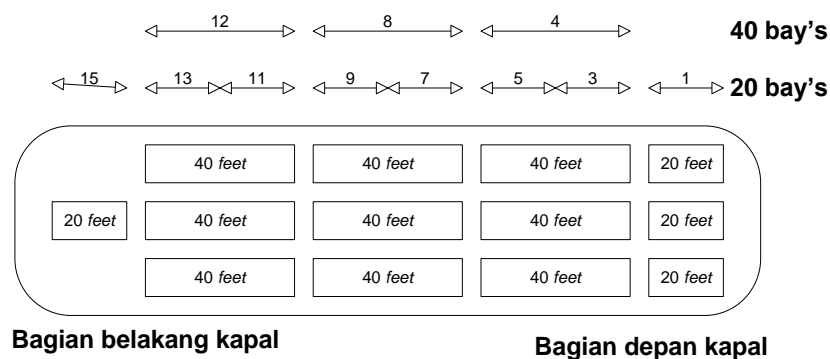 12 8 4 40 bay's
15 13 11 9 7 5 3 1 20 bay's
40 feet 40 feet 40 feet 20 feet
20 feet 40 feet 40 feet 40 feet 20 feet
40 feet 40 feet 40 feet 20 feet
Bagian belakang kapal Bagian depan kapal